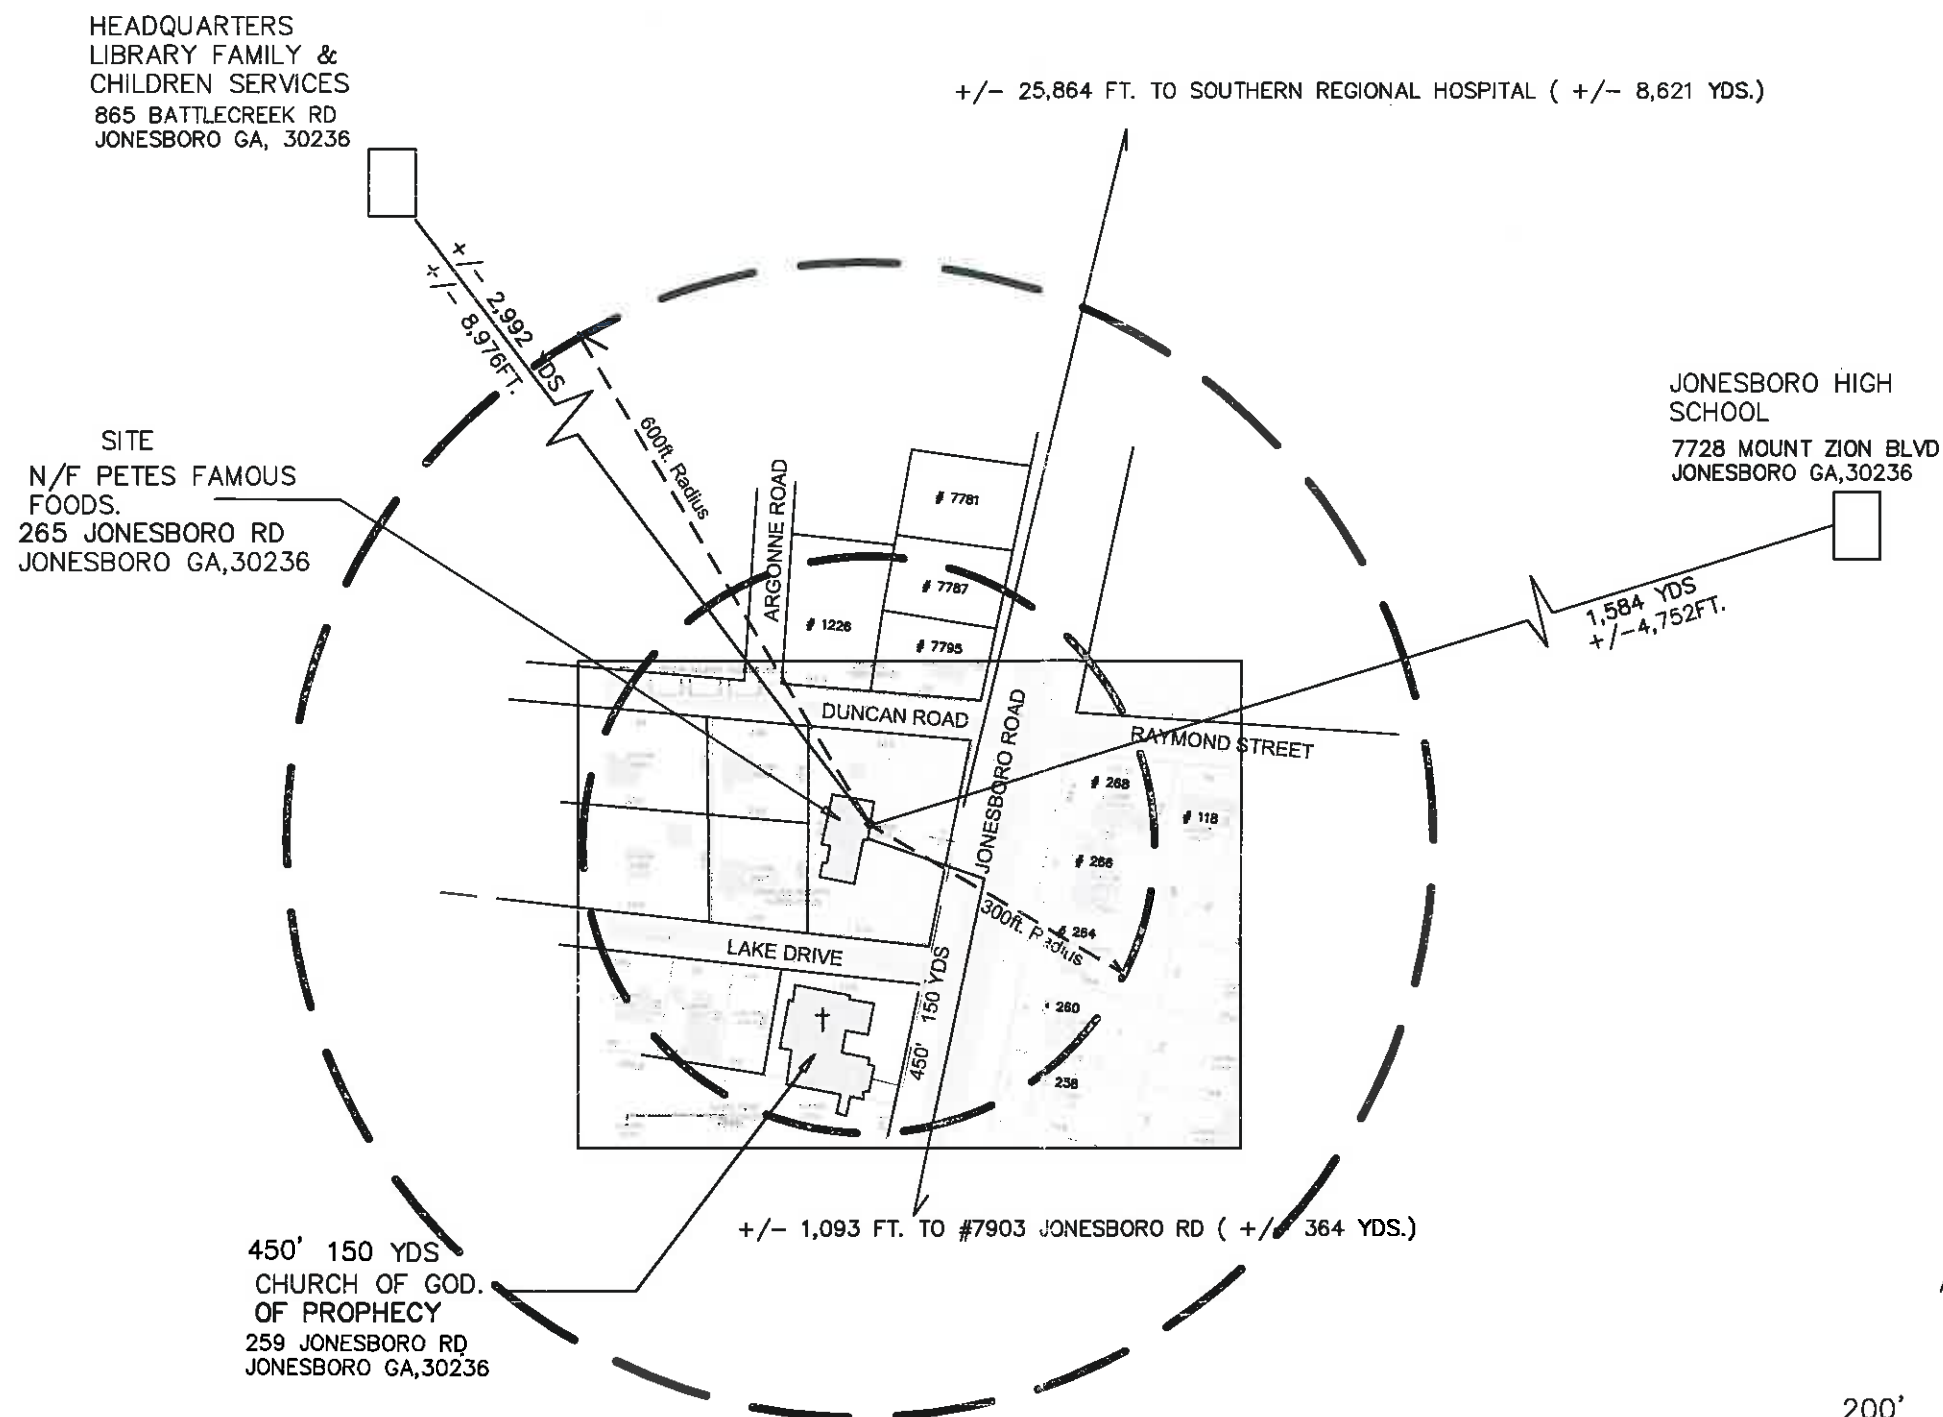 HEADQUARTERS
LIBRARY FAMILY &
CHILDREN SERVICES
865 BATTLECREEK RD
JONESBORO GA, 30236
+/- 25,864 FT. TO SOUTHERN REGIONAL HOSPITAL ( +/- 8,621 YDS.)
+/- 2,992 YDS
+/- 8,976FT.
600ft. Radius
JONESBORO HIGH
SCHOOL
7728 MOUNT ZION BLVD
JONESBORO GA,30236
1,584 YDS
+/-4,752FT.
SITE
N/F PETES FAMOUS
FOODS.
265 JONESBORO RD
JONESBORO GA,30236
ARGONNE ROAD
# 7781
# 7787
# 1226
# 7795
DUNCAN ROAD
JONESBORO ROAD
RAYMOND STREET
# 268
# 118
# 266
# 264
300ft. Radius
LAKE DRIVE
450' 150 YDS
260
238
+/- 1,093 FT. TO #7903 JONESBORO RD ( +/- 364 YDS.)
450' 150 YDS
CHURCH OF GOD.
OF PROPHECY
259 JONESBORO RD
JONESBORO GA,30236
200'